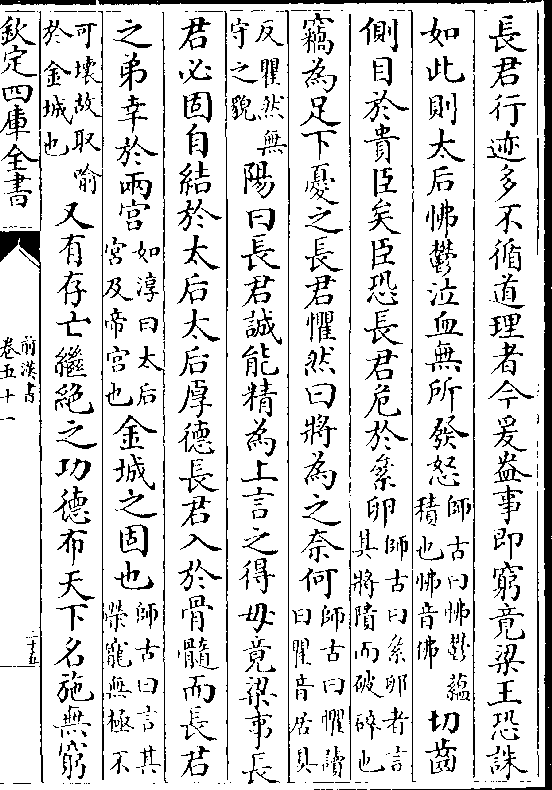 長君行迹多不循道理者今爰盎事即窮竟梁王恐誅
如此則太后怫鬱泣血無所發怒師古曰怫鬱蘊積也怫音佛切齒
側目於貴臣矣臣恐長君危於絫卵師古曰絫卵者言其將隤而破碎也
竊為足下憂之長君懼然曰將為之奈何師古曰懼讀曰瞿音居具
反瞿然無守之貌陽曰長君誠能精為上言之得毋竟梁事長
君必固自結於太后太后厚德長君入於骨髓而長君
之弟幸於兩宮如淳曰太后宮及帝宮也金城之固也師古曰言其榮寵無極不
可壞故取喻於金城也又有存亡繼絶之功德布天下名施無窮
欽定四庫全書
前漢書
卷五十一
二十五